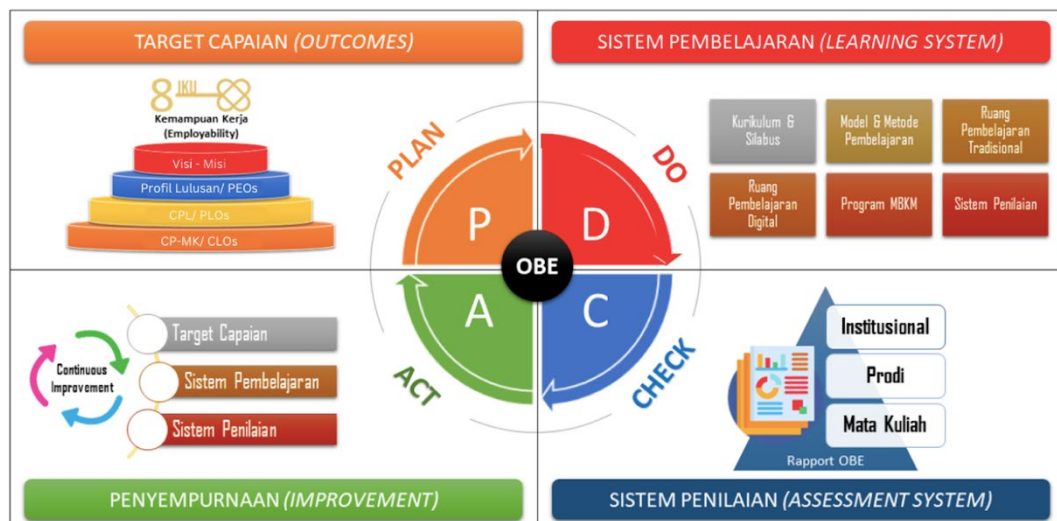 TARGET CAPAIAN (OUTCOMES)
8 IKU
Kemampuan Kerja
(Employability)
Visi - Misi
Profil Lulusan/ PEOs
CPL/ PLOs
CP-MK/ CLOs
SISTEM PEMBELAJARAN (LEARNING SYSTEM)
Kurikulum &
Silabus
Model & Metode
Pembelajaran
Ruang
Pembelajaran
Tradisional
Ruang
Pembelajaran
Digital
Program MBKM
Sistem Penilaian
PLAN
DO
P
D
OBE
A
C
ACT
CHECK
Continuous
Improvement
Target Capaian
Sistem Pembelajaran
Sistem Penilaian
PENYEMPURNAAN (IMPROVEMENT)
Institusional
Prodi
Mata Kuliah
Rapport OBE
SISTEM PENILAIAN (ASSESSMENT SYSTEM)